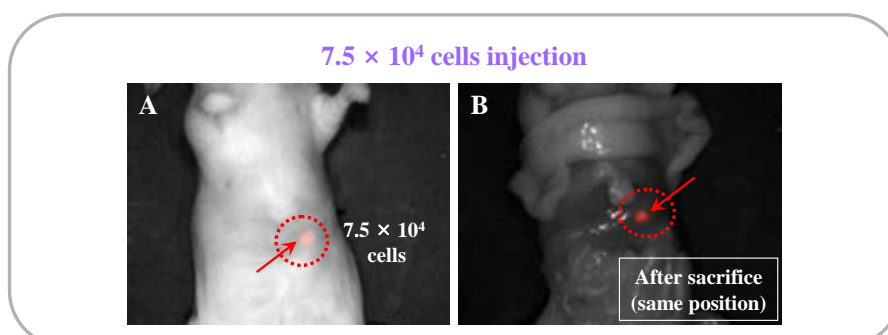 7.5 × 10⁴ cells injection
A
B
7.5 × 10⁴
cells
After sacrifice
(same position)